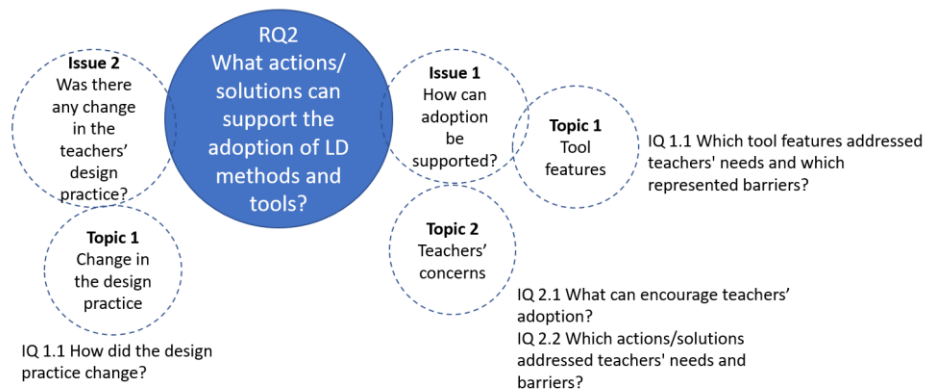 RQ2
What actions/
solutions can
support the
adoption of LD
methods and
tools?
Issue 2
Was there
any change
in the
teachers'
design
practice?
Topic 1
Change in
the design
practice
IQ 1.1 How did the design
practice change?
Issue 1
How can
adoption
be
supported?
Topic 1
Tool
features
IQ 1.1 Which tool features addressed
teachers' needs and which
represented barriers?
Topic 2
Teachers'
concerns
IQ 2.1 What can encourage teachers'
adoption?
IQ 2.2 Which actions/solutions
addressed teachers' needs and
barriers?